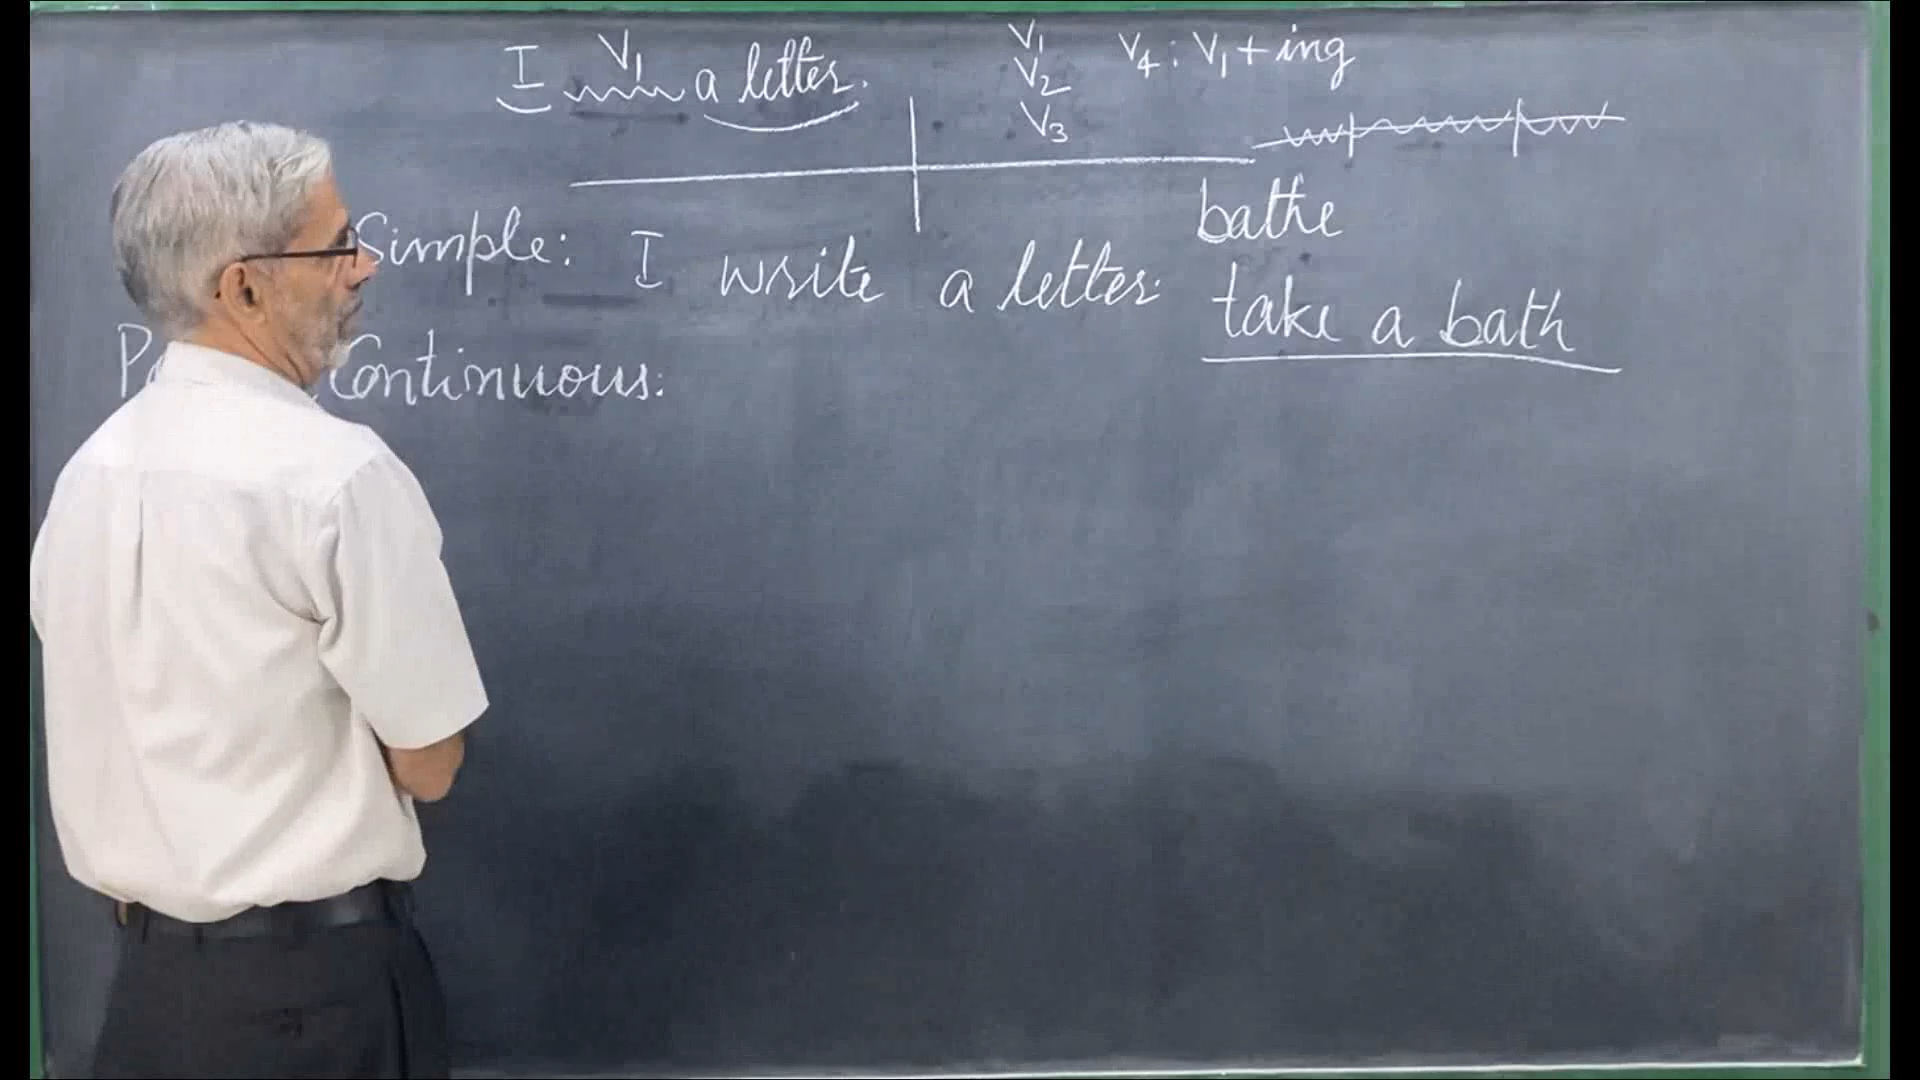 I V1 a letter.
V1
V2
V3
V4: V1 + ing
Simple: I write a letter.
bathe
take a bath
Continuous: